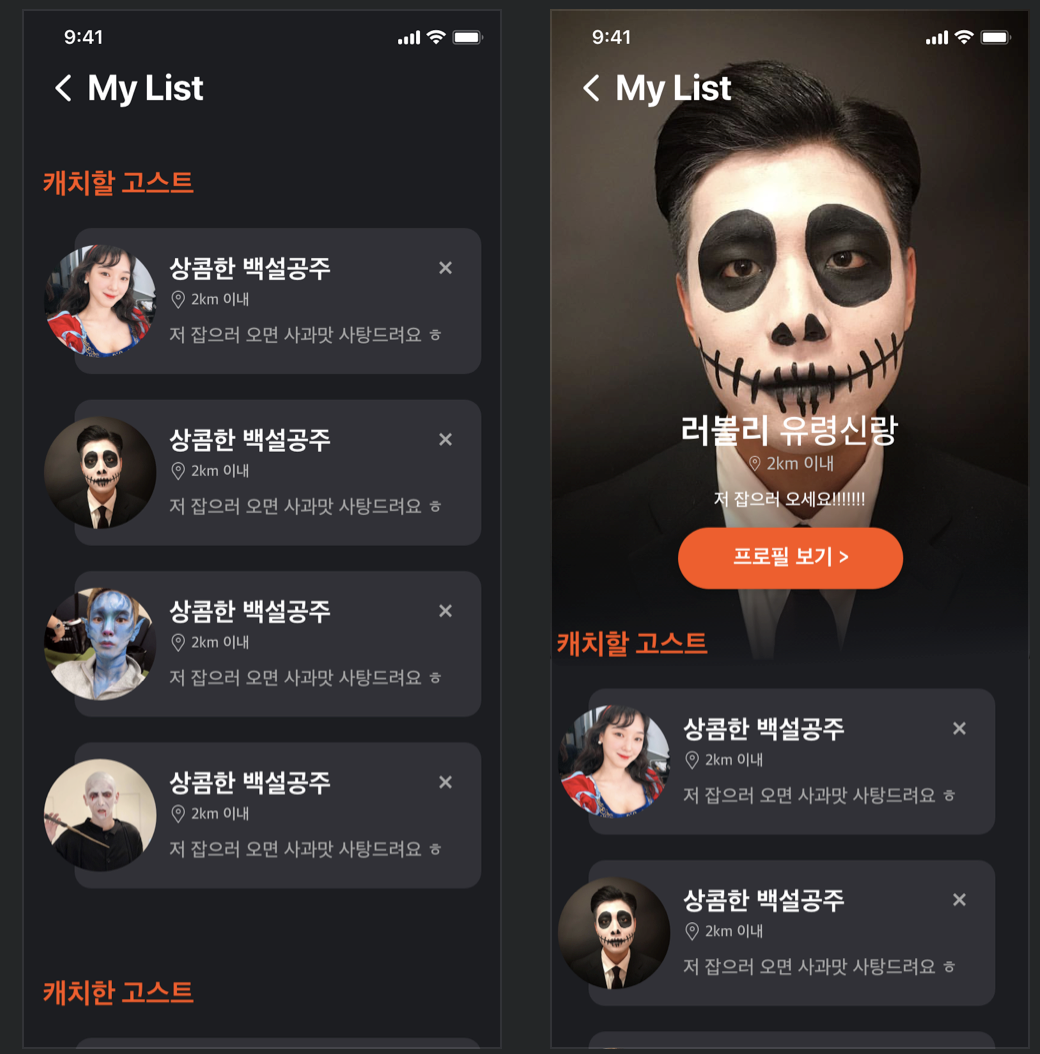 9:41
My List
캐치할 고스트
상콤한 백설공주
2km 이내
저 잡으러 오면 사과맛 사탕드려요 ㅎ
상콤한 백설공주
2km 이내
저 잡으러 오면 사과맛 사탕드려요 ㅎ
상콤한 백설공주
2km 이내
저 잡으러 오면 사과맛 사탕드려요 ㅎ
상콤한 백설공주
2km 이내
저 잡으러 오면 사과맛 사탕드려요 ㅎ
캐치한 고스트
9:41
My List
러블리 유령신랑
2km 이내
저 잡으러 오세요!!!!!!!
프로필 보기 >
캐치할 고스트
상콤한 백설공주
2km 이내
저 잡으러 오면 사과맛 사탕드려요 ㅎ
상콤한 백설공주
2km 이내
저 잡으러 오면 사과맛 사탕드려요 ㅎ